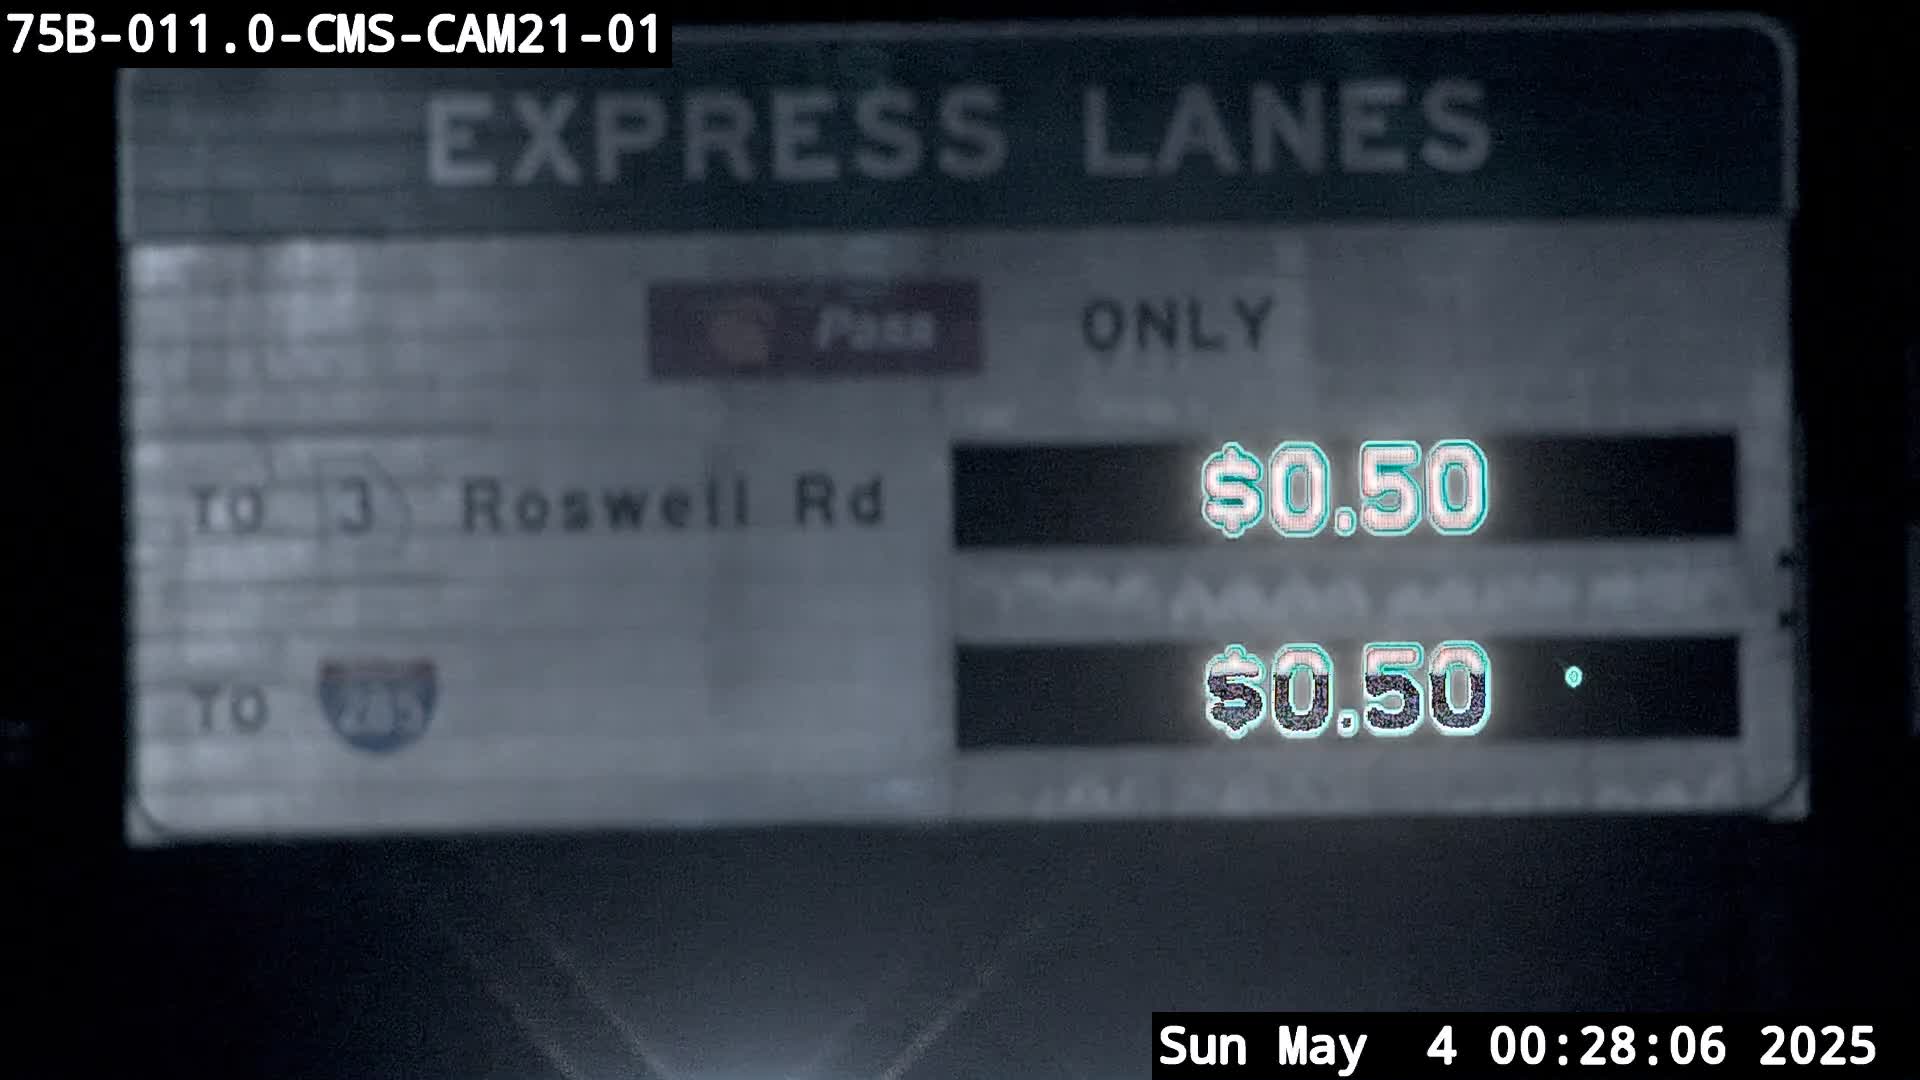 75B-011.0-CMS-CAM21-01
EXPRESS LANES
Pass ONLY
TO 3 Roswell Rd $0.50
TO 285 $0.50
Sun May 4 00:28:06 2025